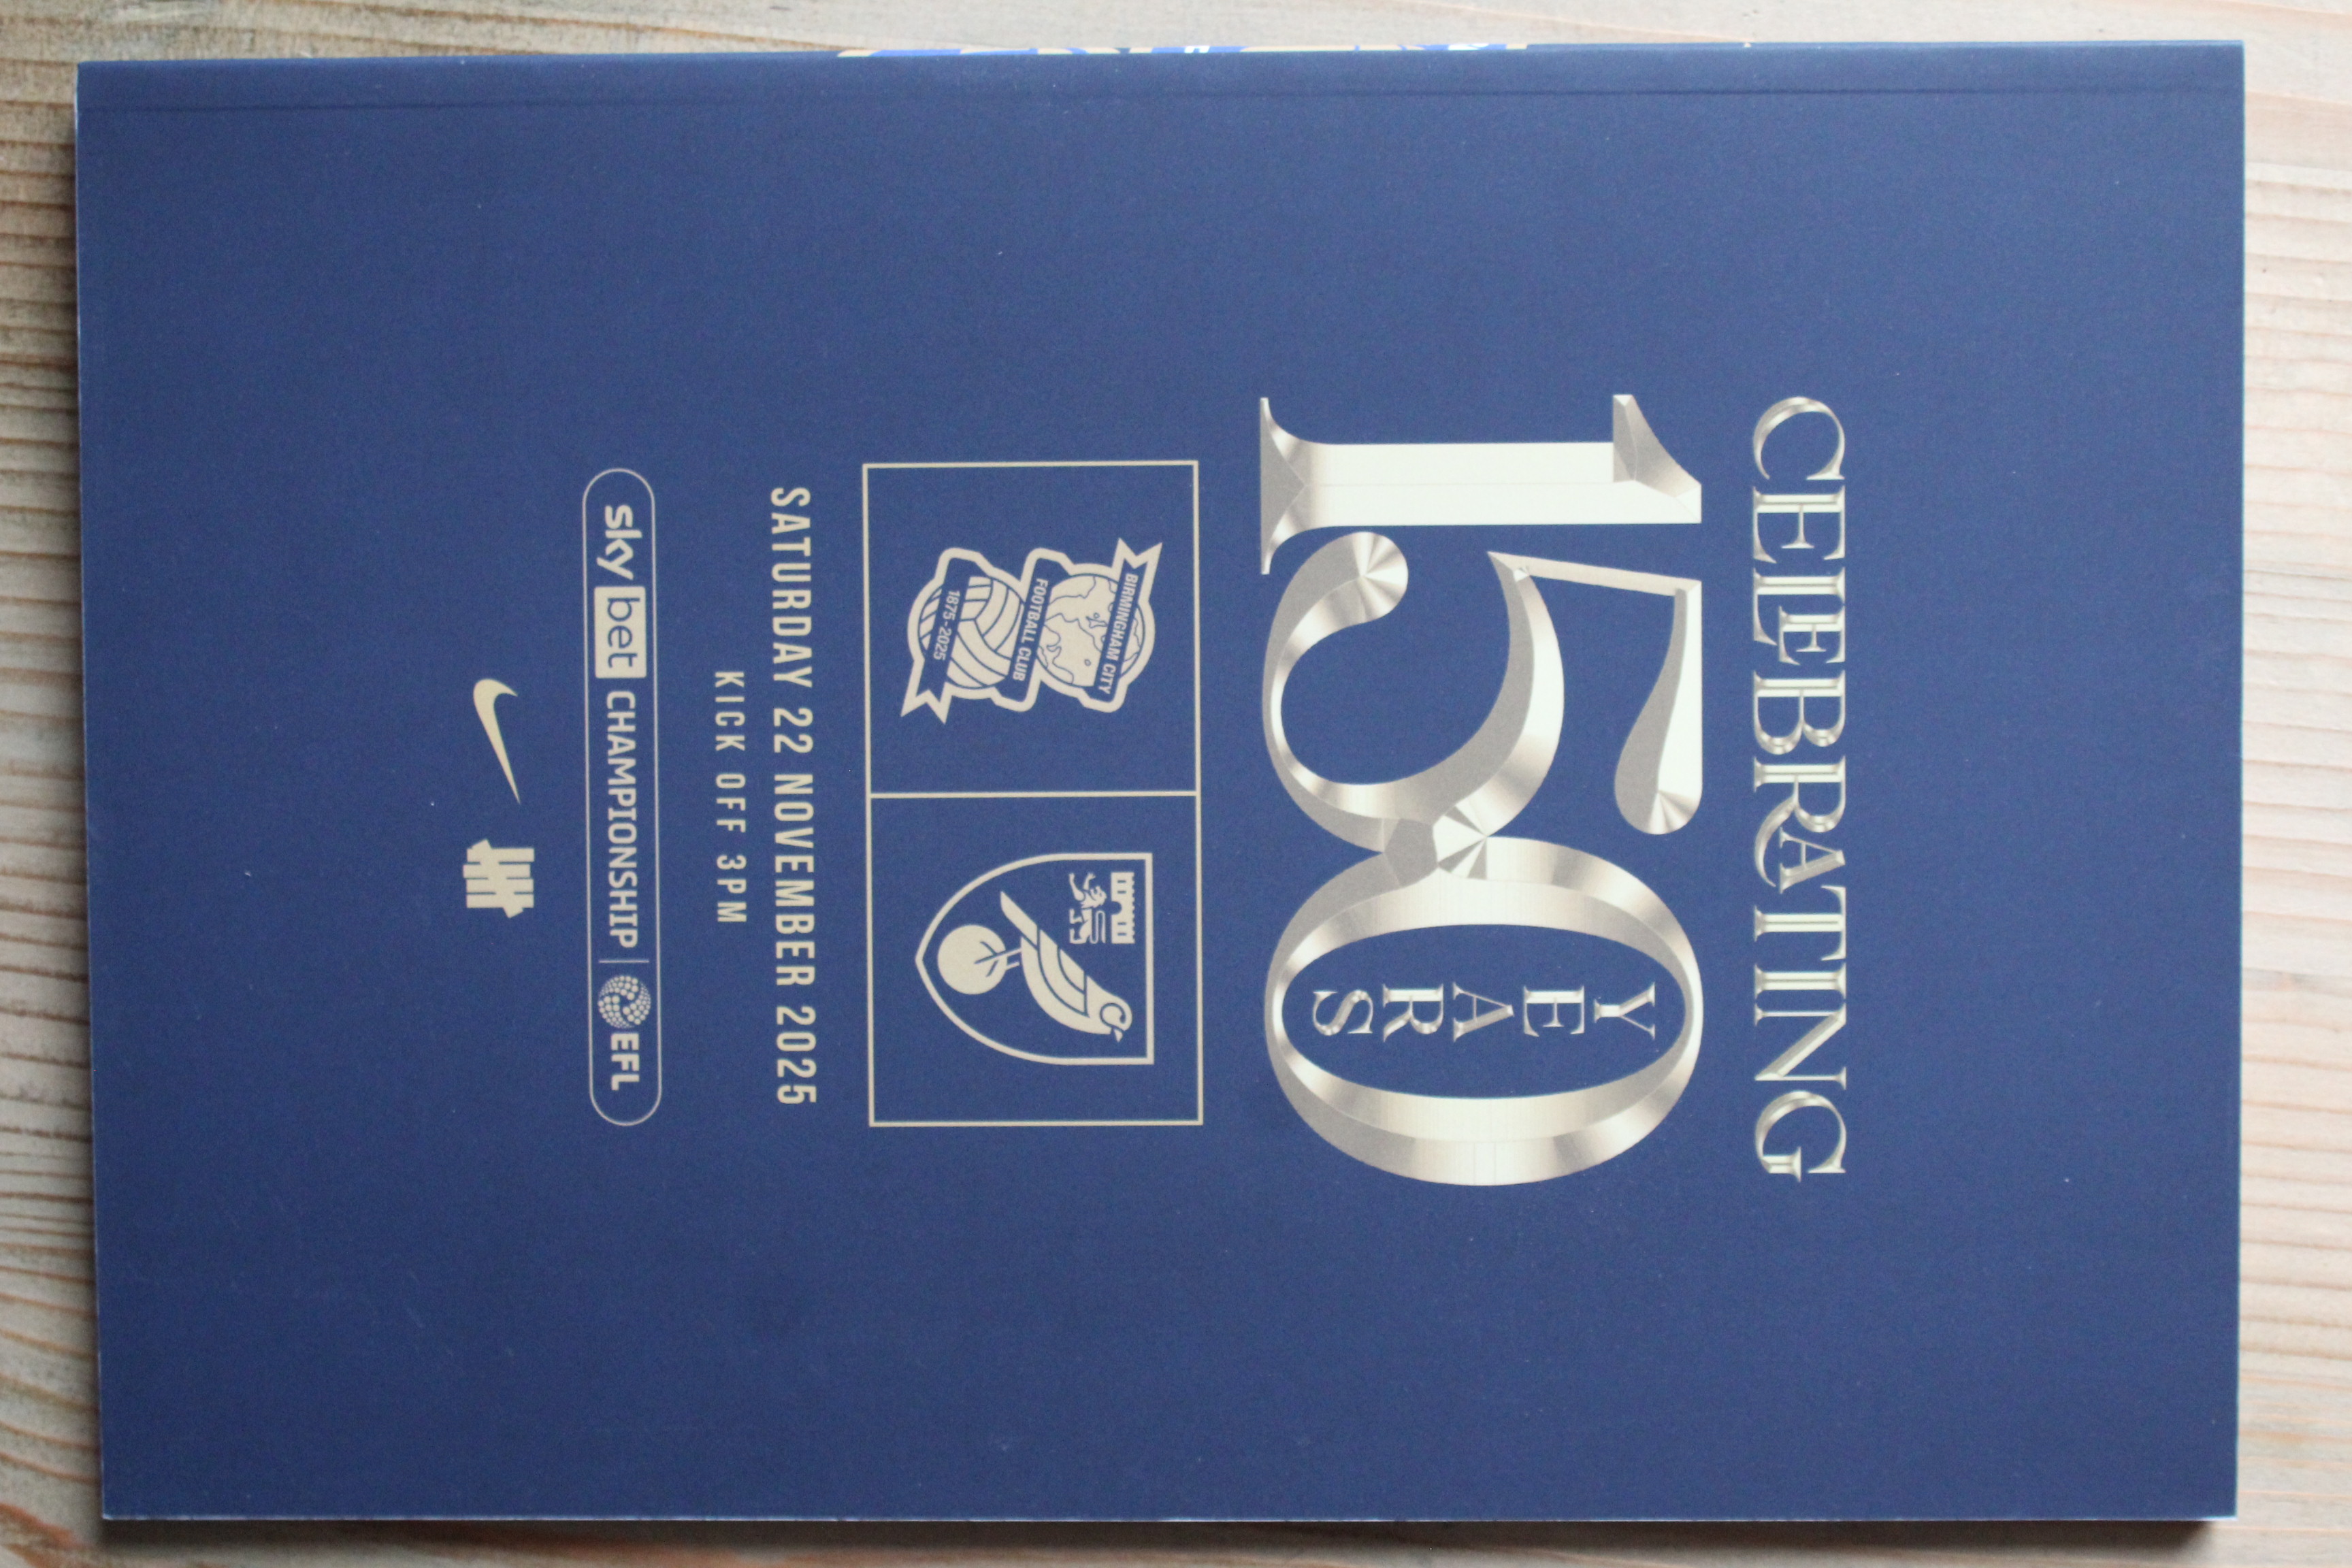 CELEBRATING
150
YEARS
BIRMINGHAM CITY
FOOTBALL CLUB
1875-2025
SATURDAY 22 NOVEMBER 2025
KICK OFF 3PM
sky bet CHAMPIONSHIP | EFL